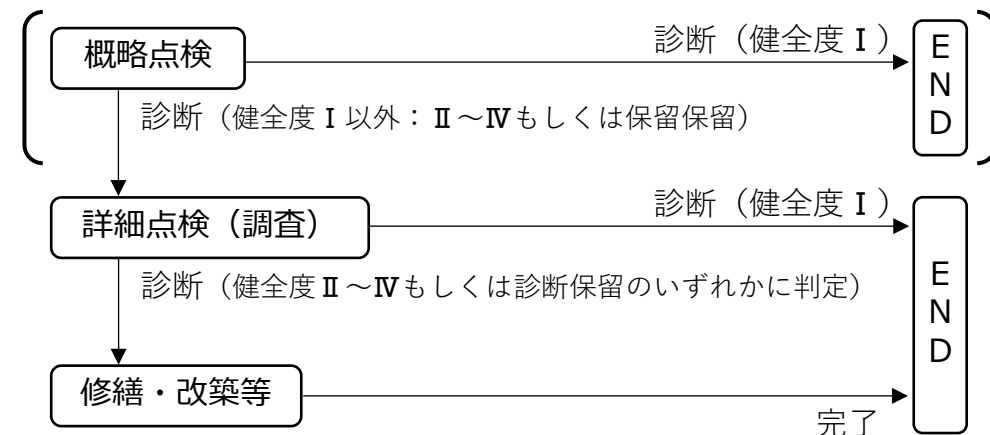 概略点検
診断（健全度Ⅰ）
END
診断（健全度Ⅰ以外：Ⅱ～Ⅳもしくは保留保留）
詳細点検（調査）
診断（健全度Ⅰ）
END
診断（健全度Ⅱ～Ⅳもしくは診断保留のいずれかに判定）
修繕・改築等
完了